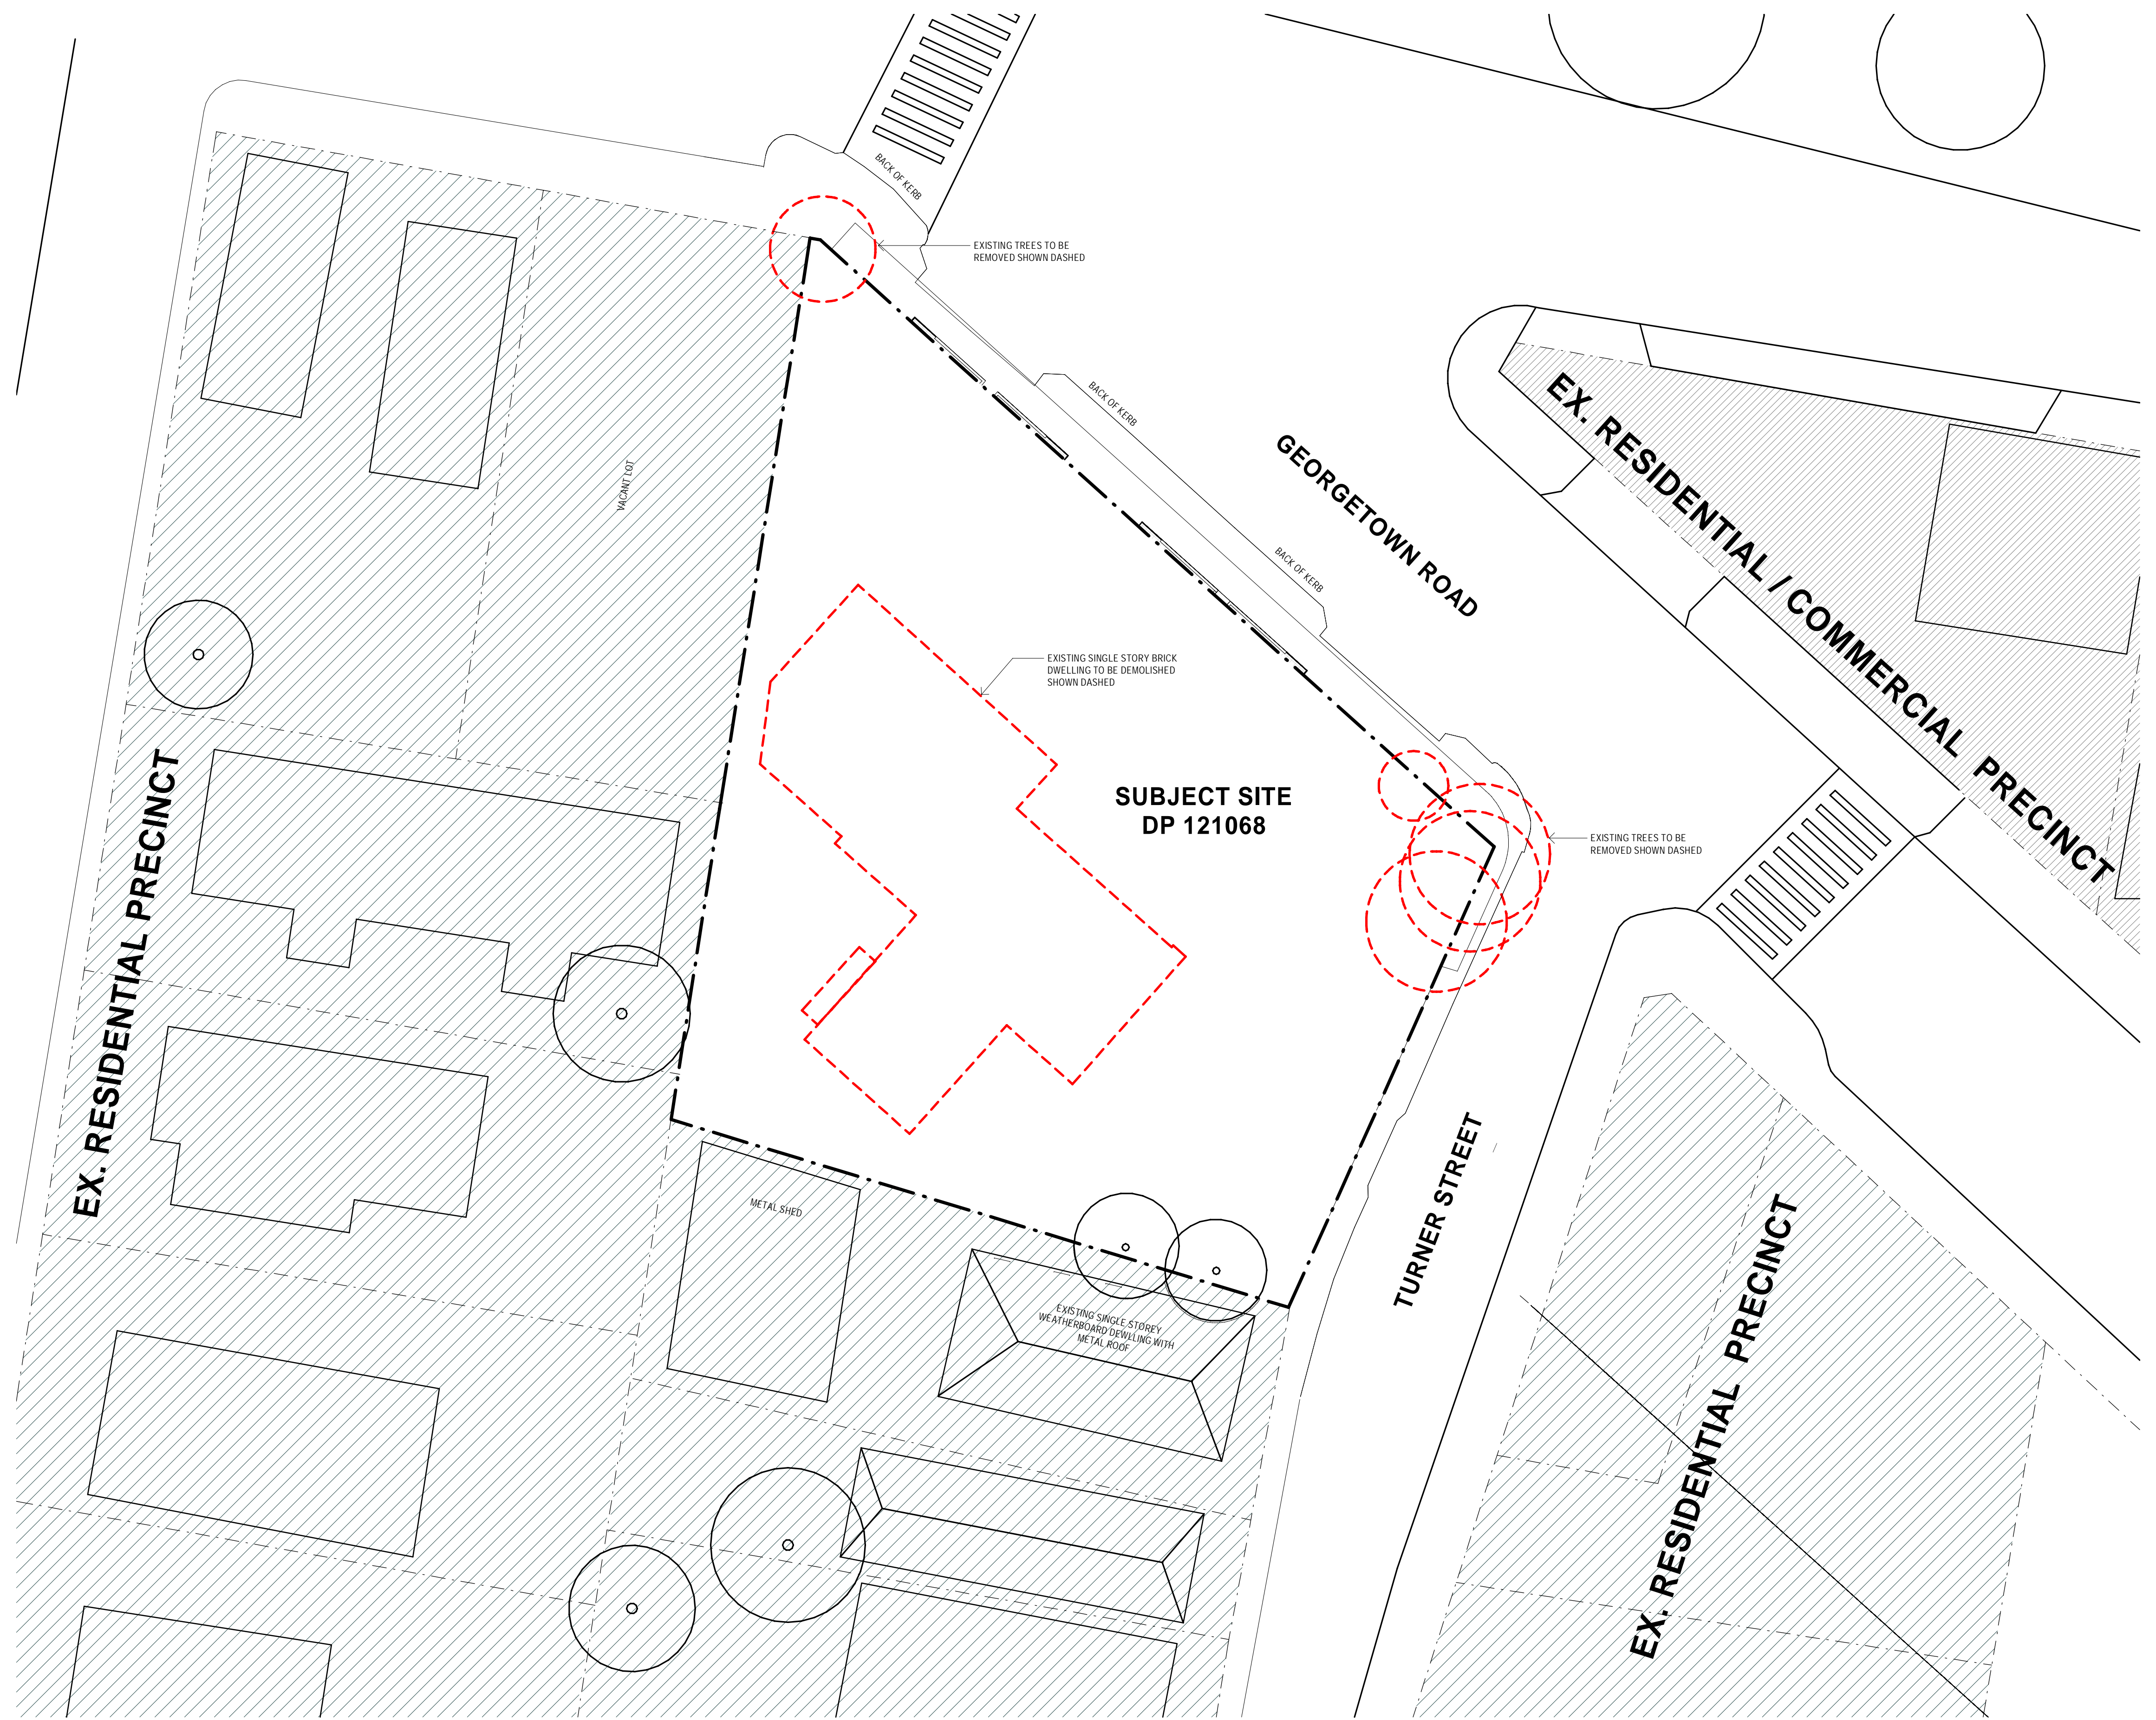 BACK OF KERB
EXISTING TREES TO BE
REMOVED SHOWN DASHED
BACK OF KERB
EX. RESIDENTIAL / COMMERCIAL PRECINCT
GEORGETOWN ROAD
VACANT LOT
BACK OF KERB
EXISTING SINGLE STORY BRICK
DWELLING TO BE DEMOLISHED
SHOWN DASHED
SUBJECT SITE
DP 121068
EXISTING TREES TO BE
REMOVED SHOWN DASHED
EX. RESIDENTIAL PRECINCT
TURNER STREET
METAL SHED
EX. RESIDENTIAL PRECINCT
EXISTING SINGLE STOREY
WEATHERBOARD DEWLLING WITH
METAL ROOF